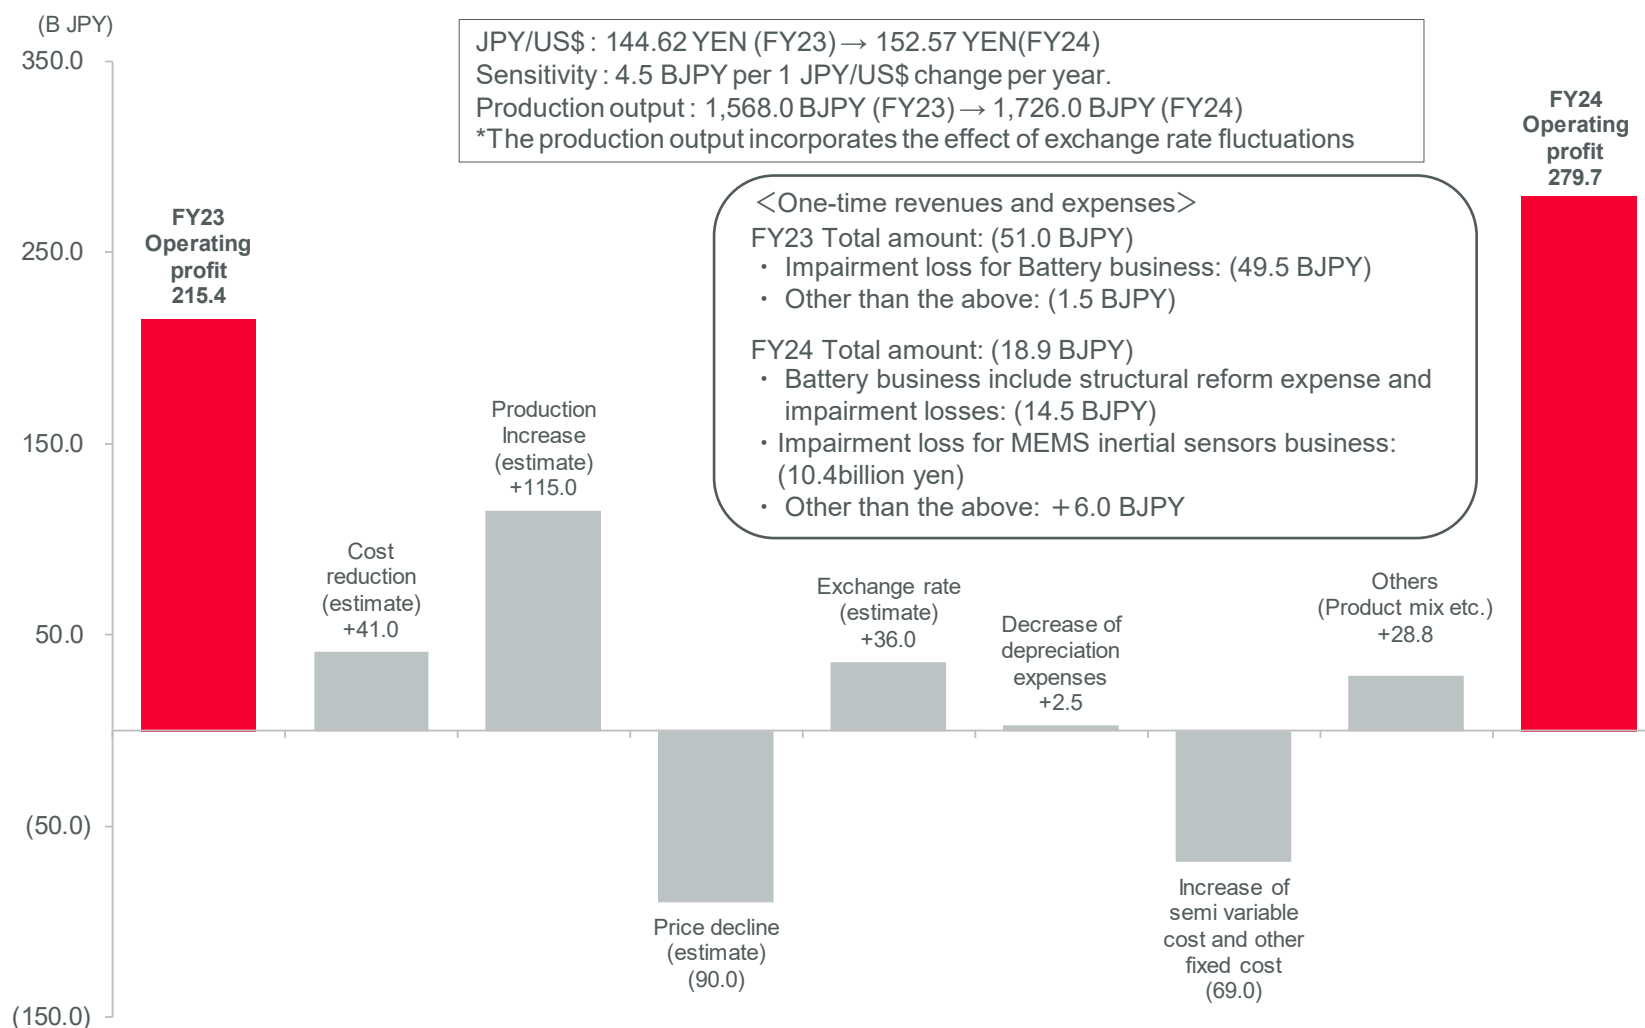 (B JPY)
350.0
250.0
150.0
50.0
(50.0)
(150.0)
JPY/US$ : 144.62 YEN (FY23) → 152.57 YEN(FY24)
Sensitivity : 4.5 BJPY per 1 JPY/US$ change per year.
Production output : 1,568.0 BJPY (FY23) → 1,726.0 BJPY (FY24)
*The production output incorporates the effect of exchange rate fluctuations
<One-time revenues and expenses>
FY23 Total amount: (51.0 BJPY)
・ Impairment loss for Battery business: (49.5 BJPY)
・ Other than the above: (1.5 BJPY)
FY24 Total amount: (18.9 BJPY)
・ Battery business include structural reform expense and
impairment losses: (14.5 BJPY)
・ Impairment loss for MEMS inertial sensors business:
(10.4billion yen)
・ Other than the above: +6.0 BJPY
FY23
Operating
profit
215.4
Cost
reduction
(estimate)
+41.0
Production
Increase
(estimate)
+115.0
Price decline
(estimate)
(90.0)
Exchange rate
(estimate)
+36.0
Decrease of
depreciation
expenses
+2.5
Increase of
semi variable
cost and other
fixed cost
(69.0)
Others
(Product mix etc.)
+28.8
FY24
Operating
profit
279.7